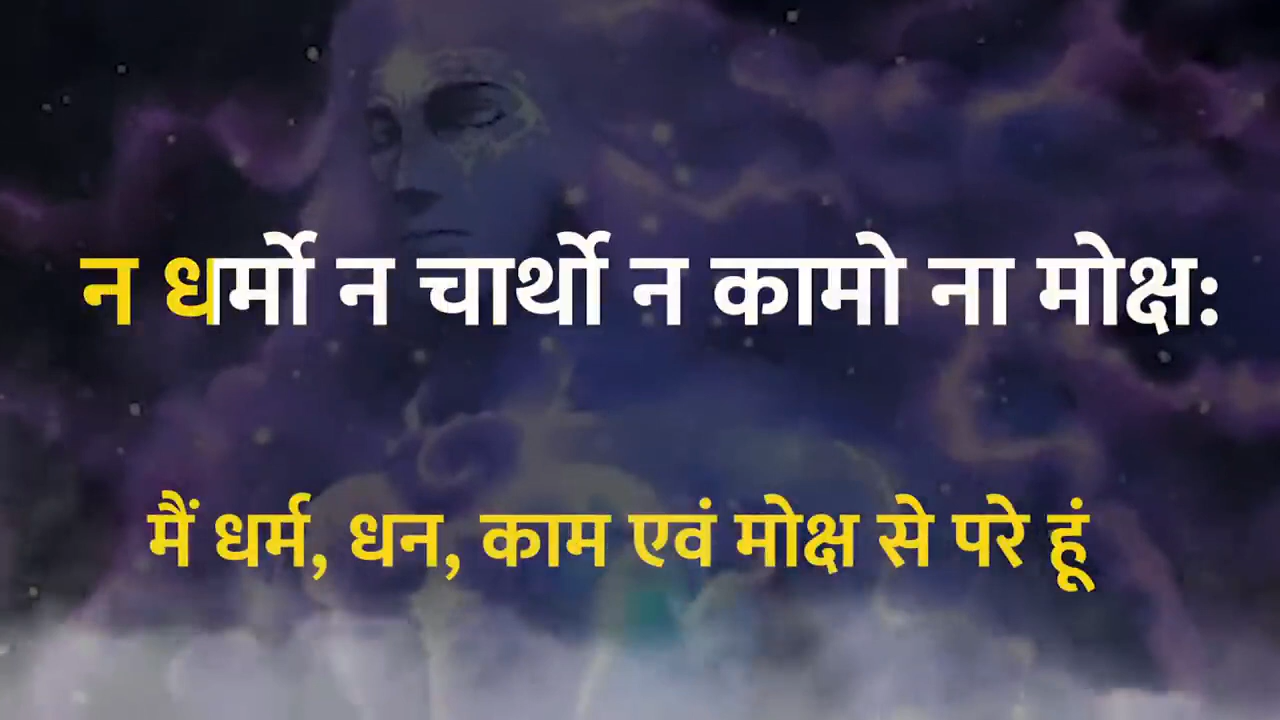 न धर्मो न चार्थो न कामो ना मोक्ष:
मैं धर्म, धन, काम एवं मोक्ष से परे हूं